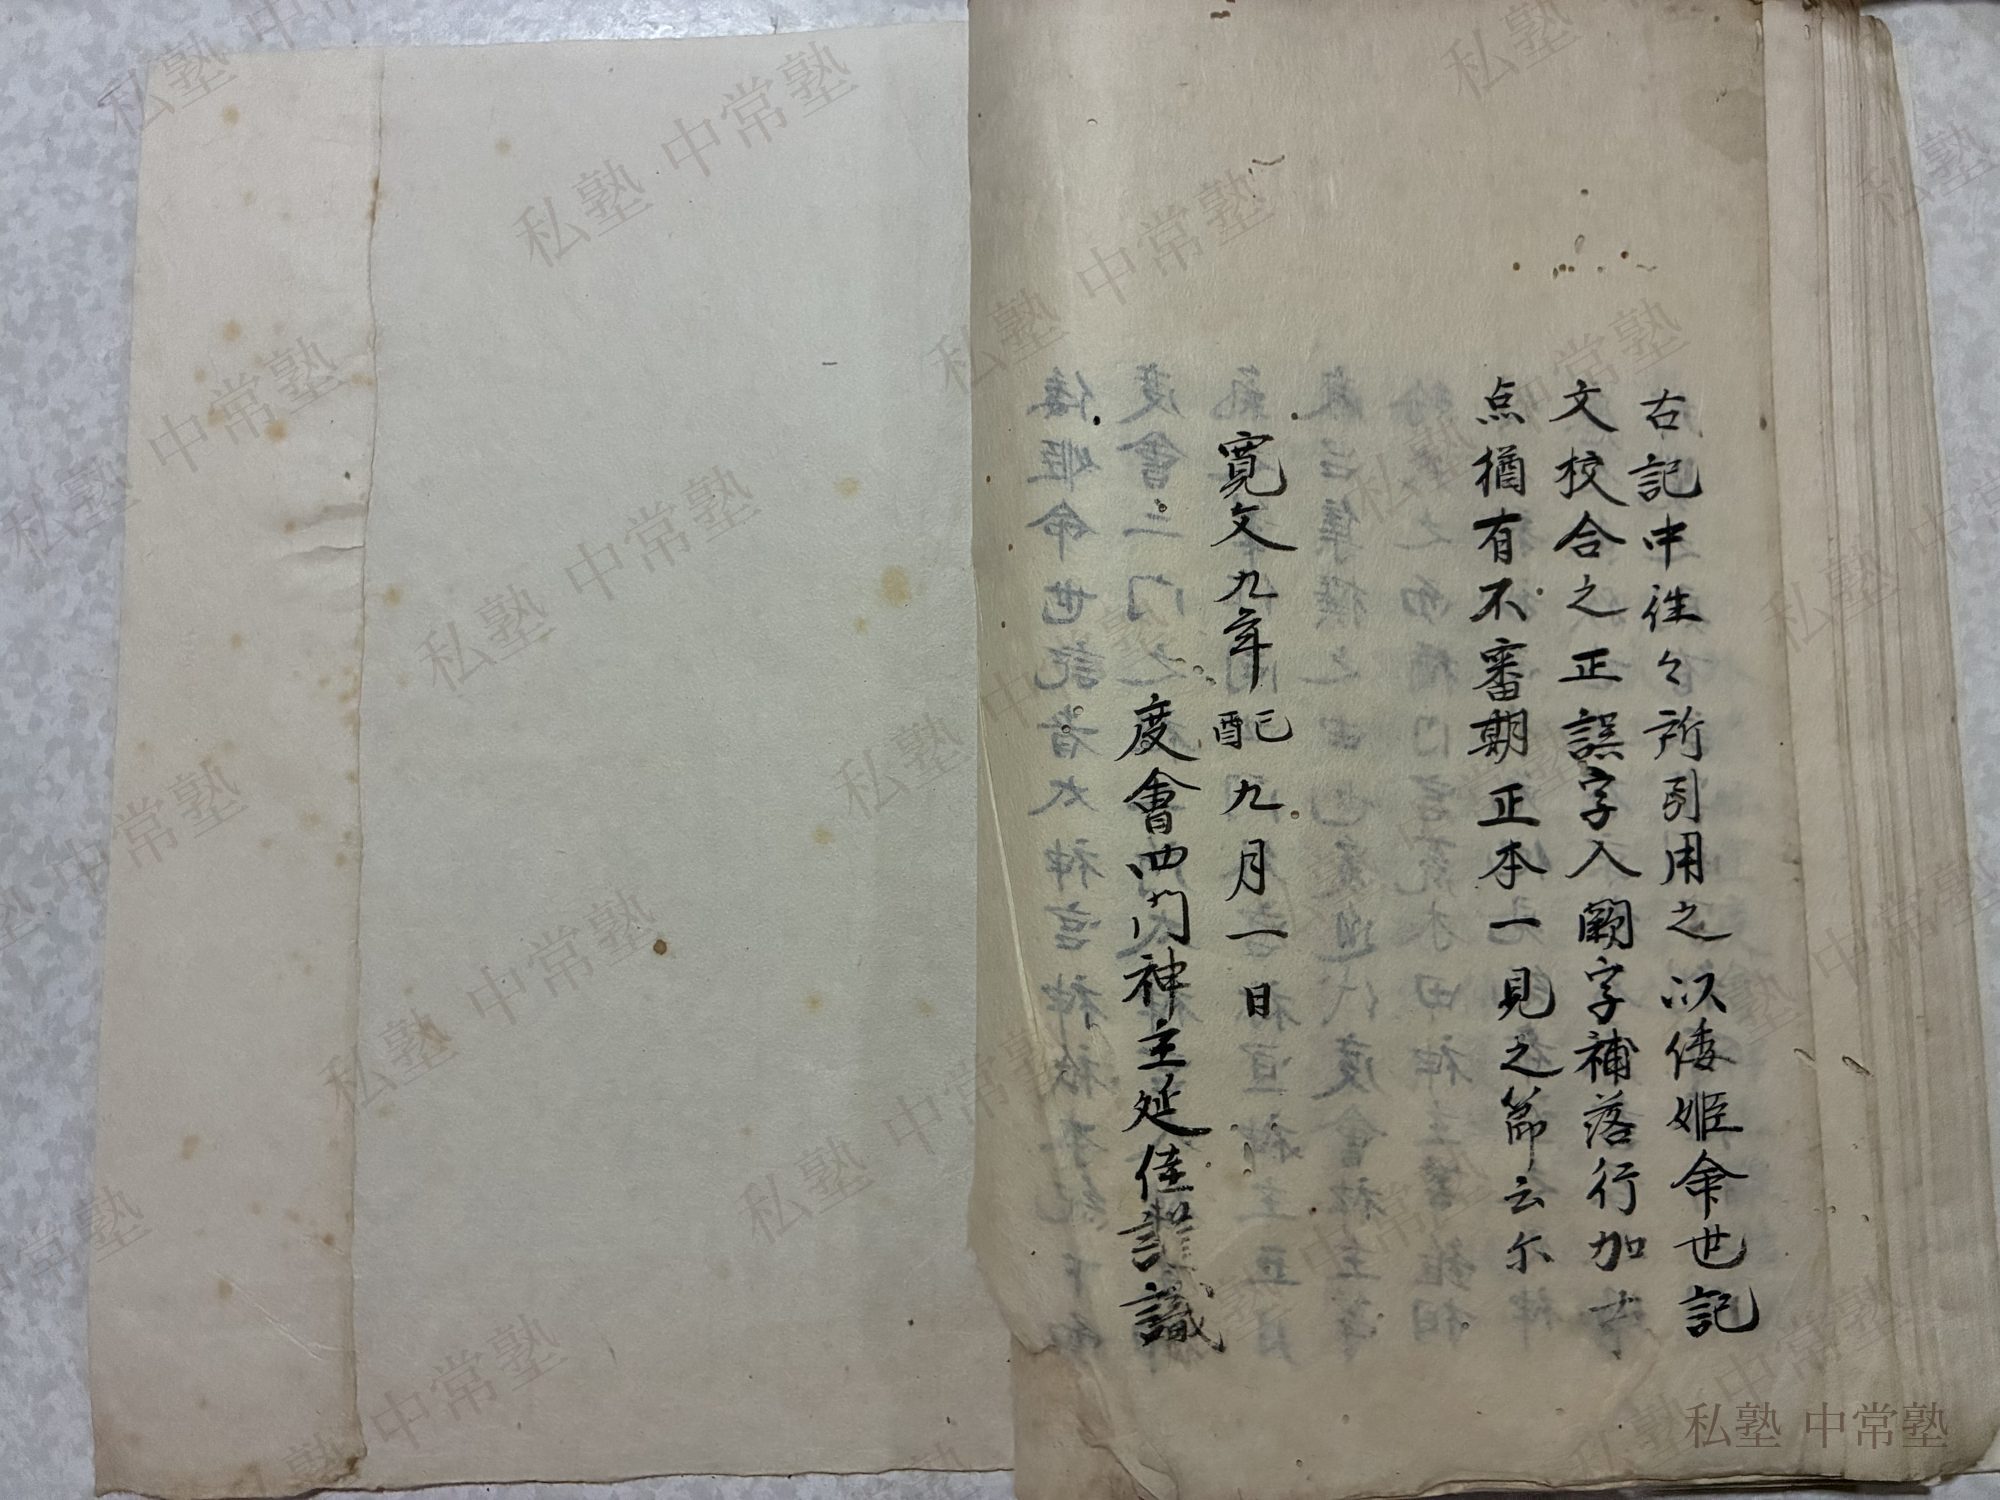 右記中往々所引用之以倭姫命世記
文校合之正誤字入闕字補落行加
点猶有不審期正本一見之節云尓
寛文九年己酉九月一日
度會四門神主延佳謹識
私塾 中常塾